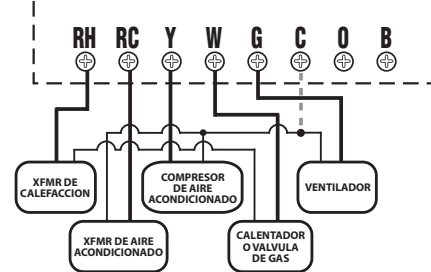 RH RC Y W G C O B
XFMR DE
CALEFACCION
COMPRESOR
DE AIRE
ACONDICIONADO
VENTILADOR
XFMR DE AIRE
ACONDICIONADO
CALENTADOR
O VALVULA
DE GAS